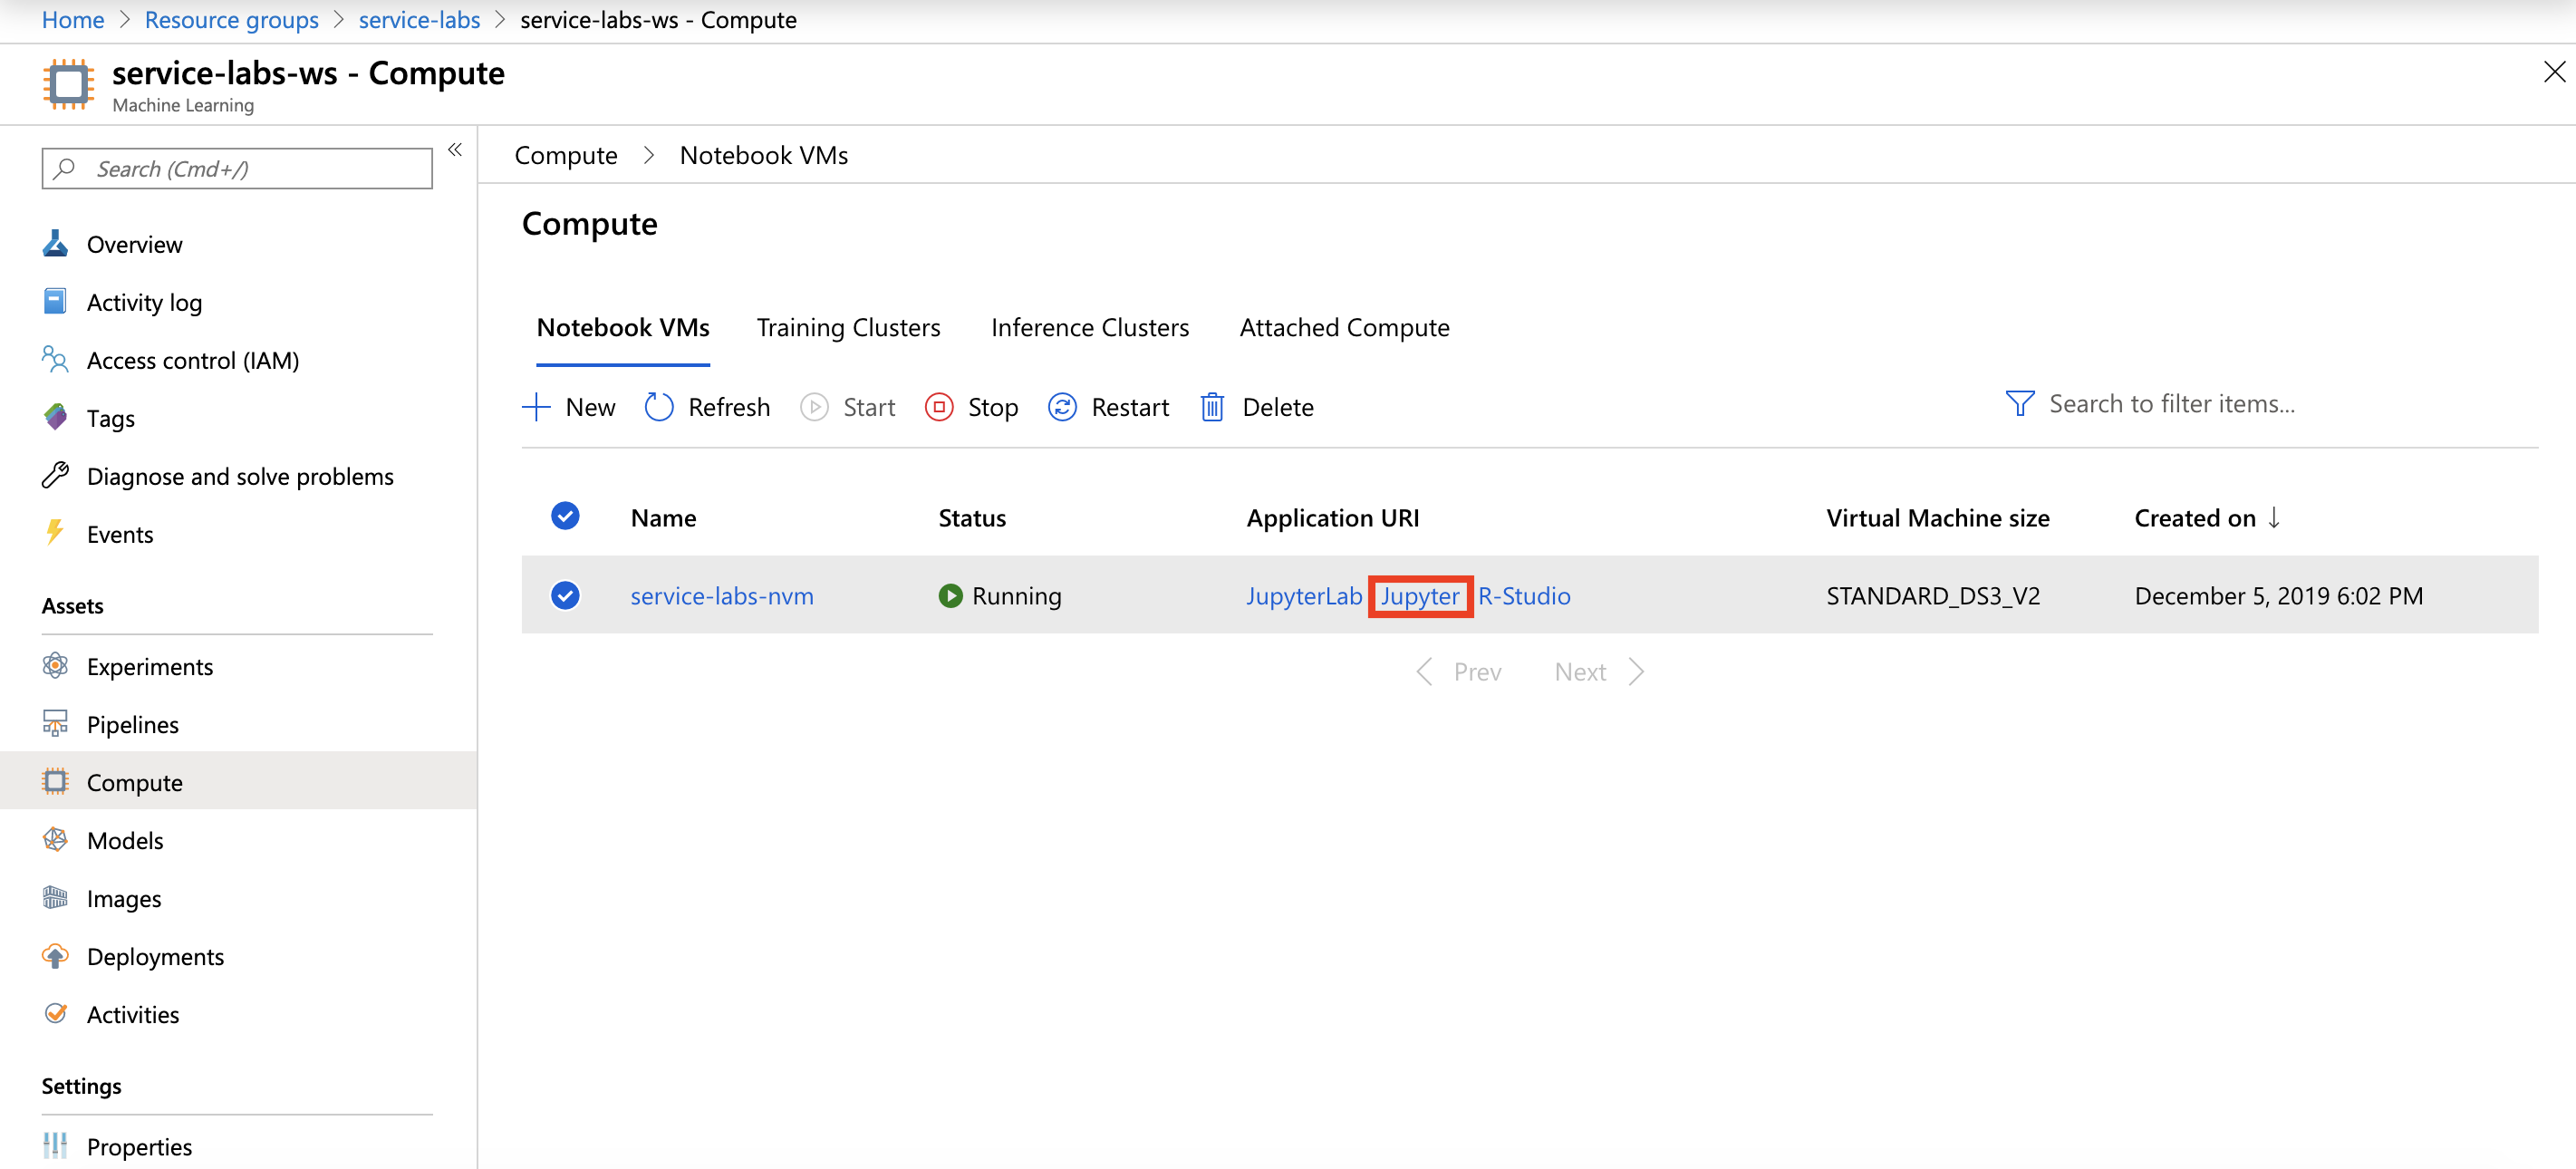 Home > Resource groups > service-labs > service-labs-ws - Compute
service-labs-ws - Compute
Machine Learning
Search (Cmd+/)
«
Overview
Activity log
Access control (IAM)
Tags
Diagnose and solve problems
Events
Assets
Experiments
Pipelines
Compute
Models
Images
Deployments
Activities
Settings
Properties
Compute > Notebook VMs
Compute
Notebook VMs Training Clusters Inference Clusters Attached Compute
New Refresh Start Stop Restart Delete Search to filter items...
Name Status Application URI Virtual Machine size Created on ↓
service-labs-nvm Running JupyterLab Jupyter R-Studio STANDARD_DS3_V2 December 5, 2019 6:02 PM
< Prev Next >